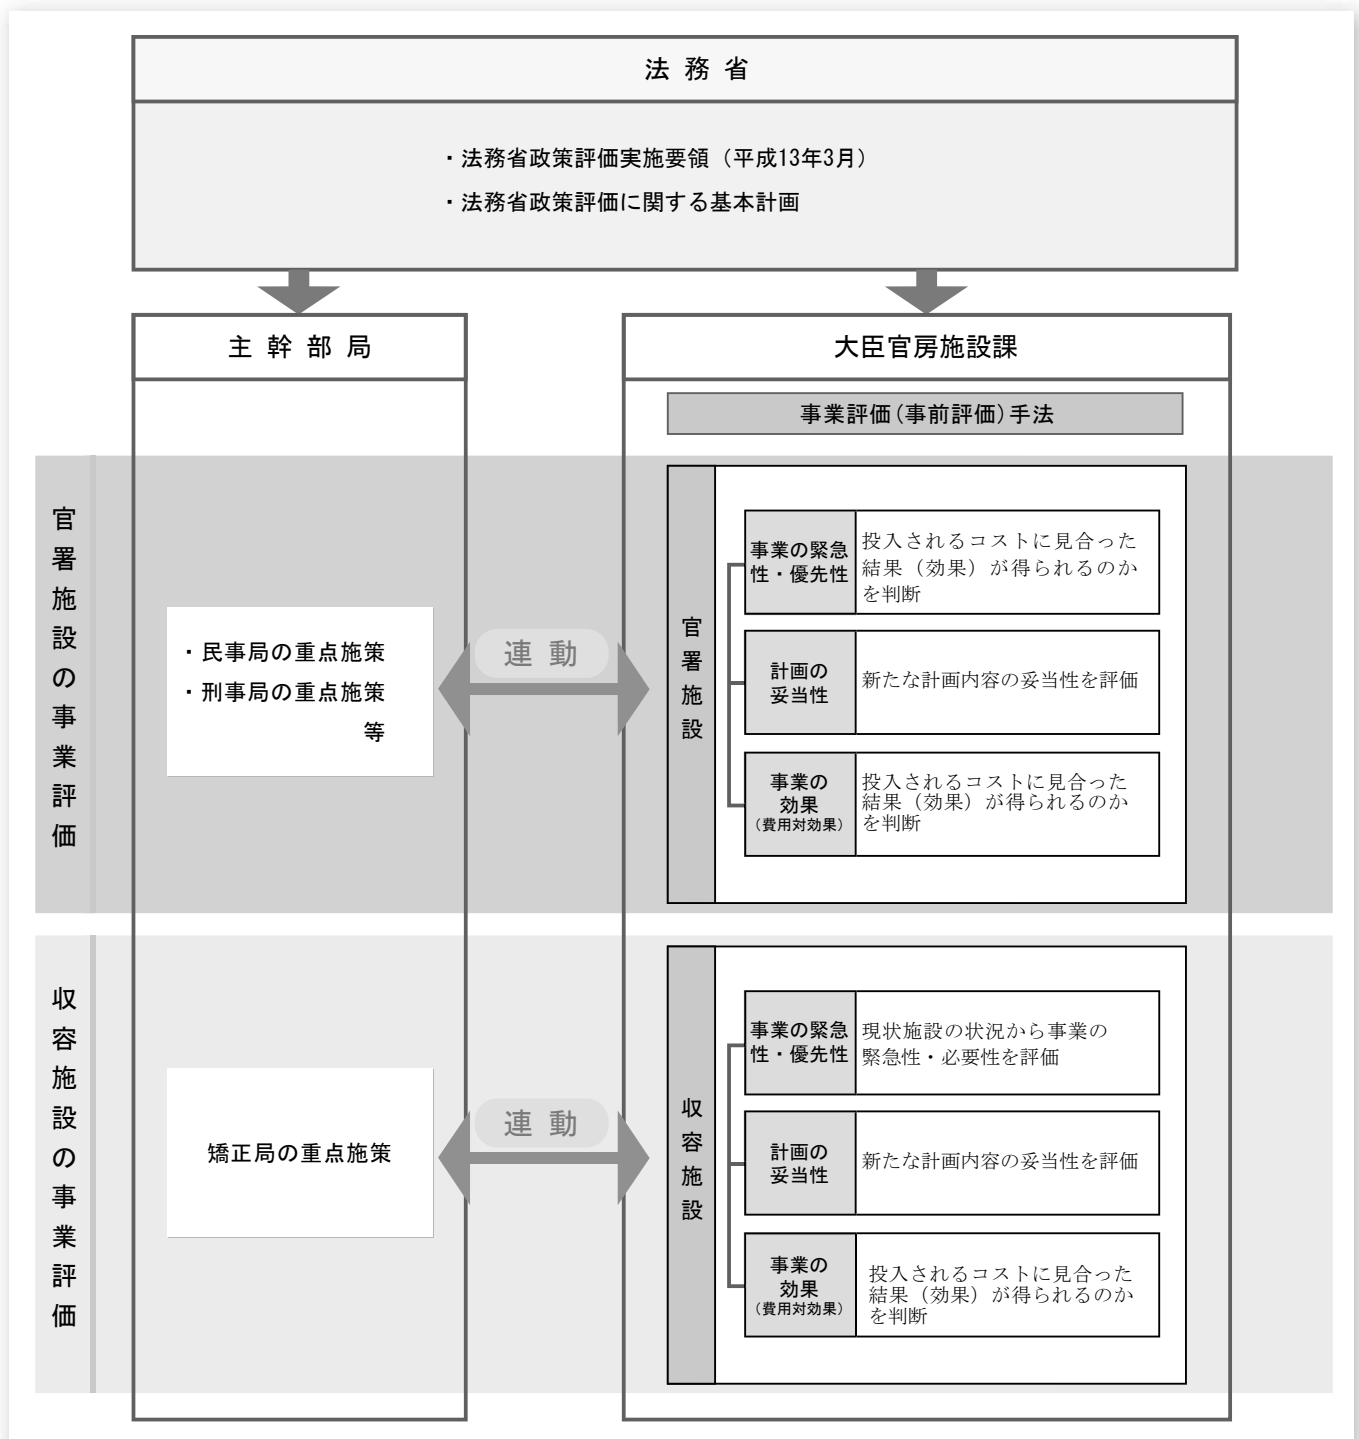 法務省
・法務省政策評価実施要領（平成13年3月）
・法務省政策評価に関する基本計画
主幹部局
大臣官房施設課
事業評価(事前評価)手法
官署施設の事業評価
・民事局の重点施策
・刑事局の重点施策
等
連動
官署施設
事業の緊急
性・優先性
投入されるコストに見合った
結果（効果）が得られるのか
を判断
計画の
妥当性
新たな計画内容の妥当性を評価
事業の
効果
(費用対効果)
投入されるコストに見合った
結果（効果）が得られるのか
を判断
収容施設の事業評価
矯正局の重点施策
連動
収容施設
事業の緊急
性・優先性
現状施設の状況から事業の
緊急性・必要性を評価
計画の
妥当性
新たな計画内容の妥当性を評価
事業の
効果
(費用対効果)
投入されるコストに見合った
結果（効果）が得られるのか
を判断